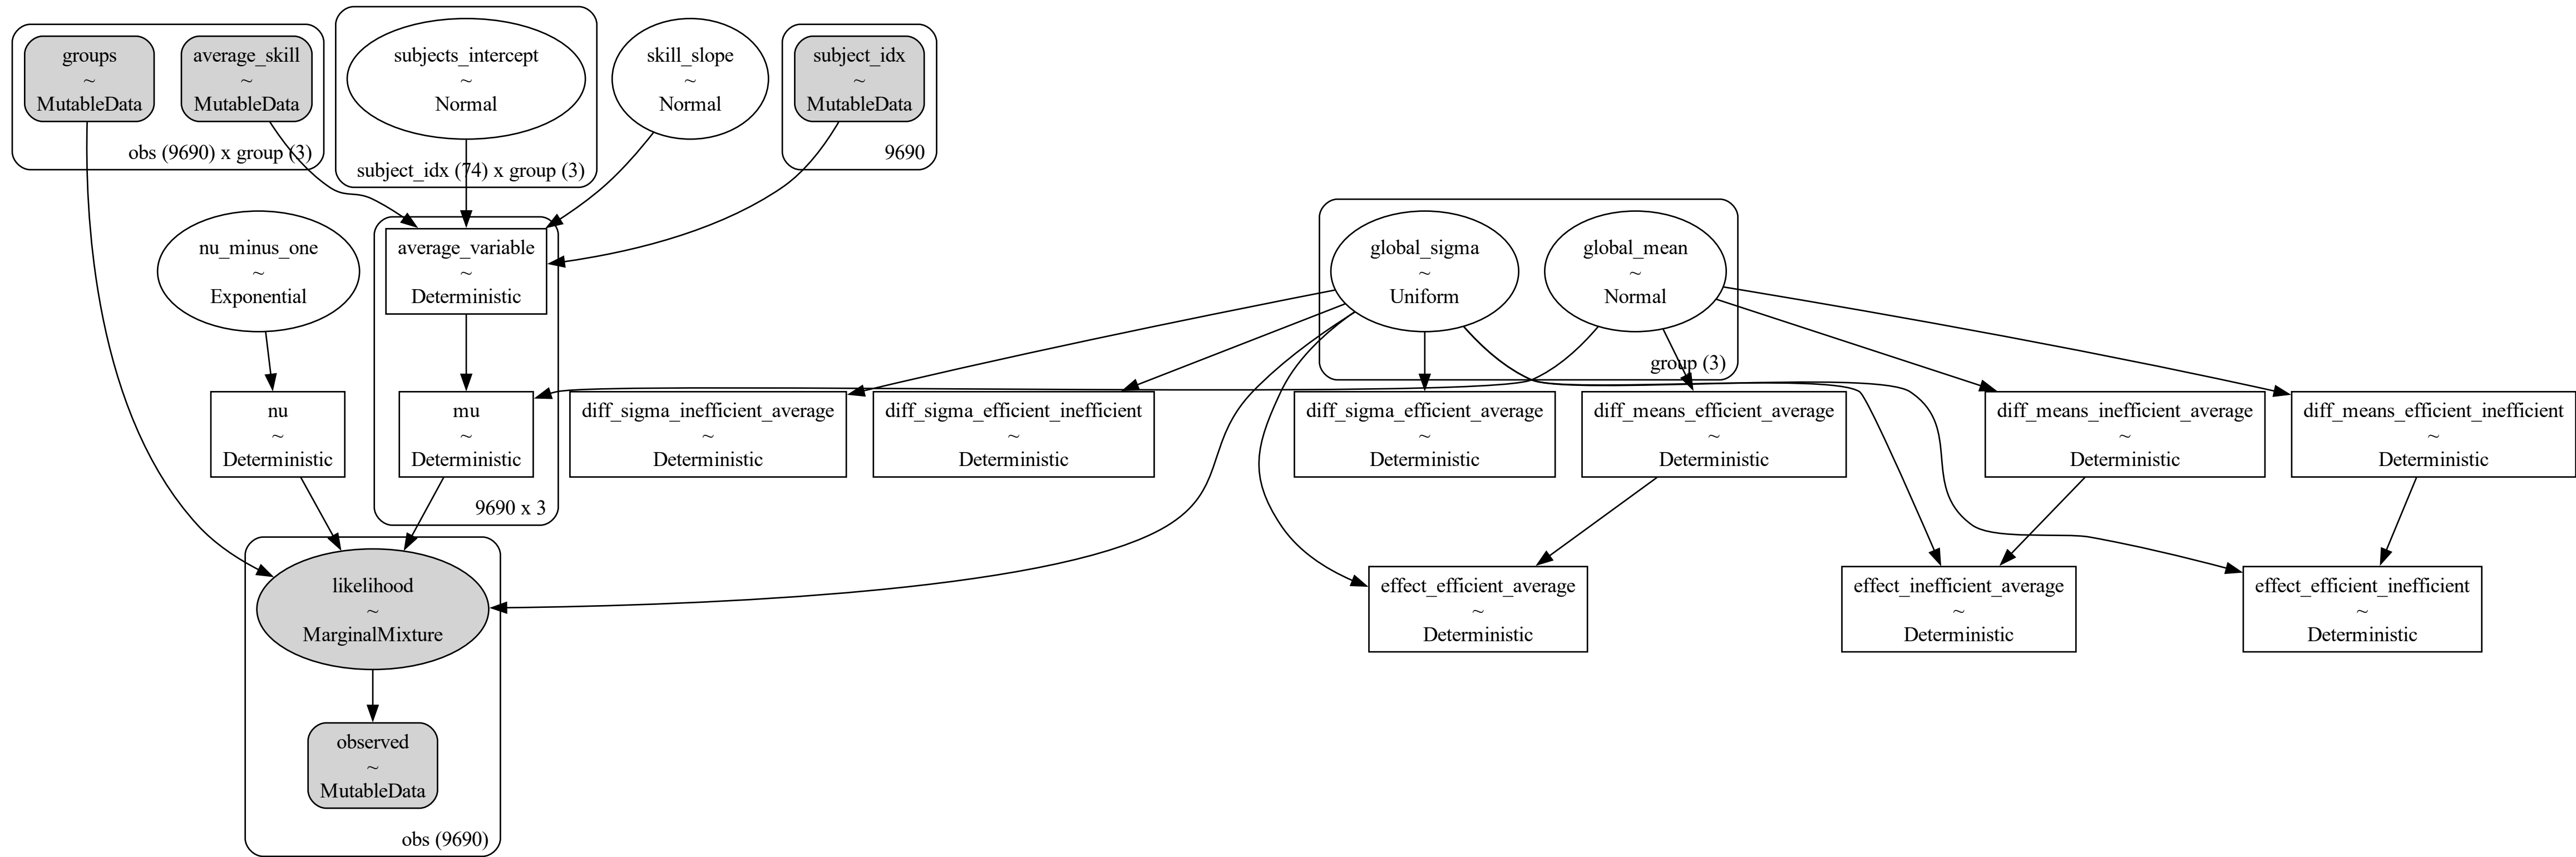 groups
~
MutableData
average_skill
~
MutableData
obs (9690) x group (3)
subjects_intercept
~
Normal
subject_idx (74) x group (3)
skill_slope
~
Normal
subject_idx
~
MutableData
9690
nu_minus_one
~
Exponential
average_variable
~
Deterministic
global_sigma
~
Uniform
global_mean
~
Normal
group (3)
nu
~
Deterministic
mu
~
Deterministic
9690 x 3
diff_sigma_inefficient_average
~
Deterministic
diff_sigma_efficient_inefficient
~
Deterministic
diff_sigma_efficient_average
~
Deterministic
diff_means_efficient_average
~
Deterministic
diff_means_inefficient_average
~
Deterministic
diff_means_efficient_inefficient
~
Deterministic
likelihood
~
MarginalMixture
effect_efficient_average
~
Deterministic
effect_inefficient_average
~
Deterministic
effect_efficient_inefficient
~
Deterministic
observed
~
MutableData
obs (9690)